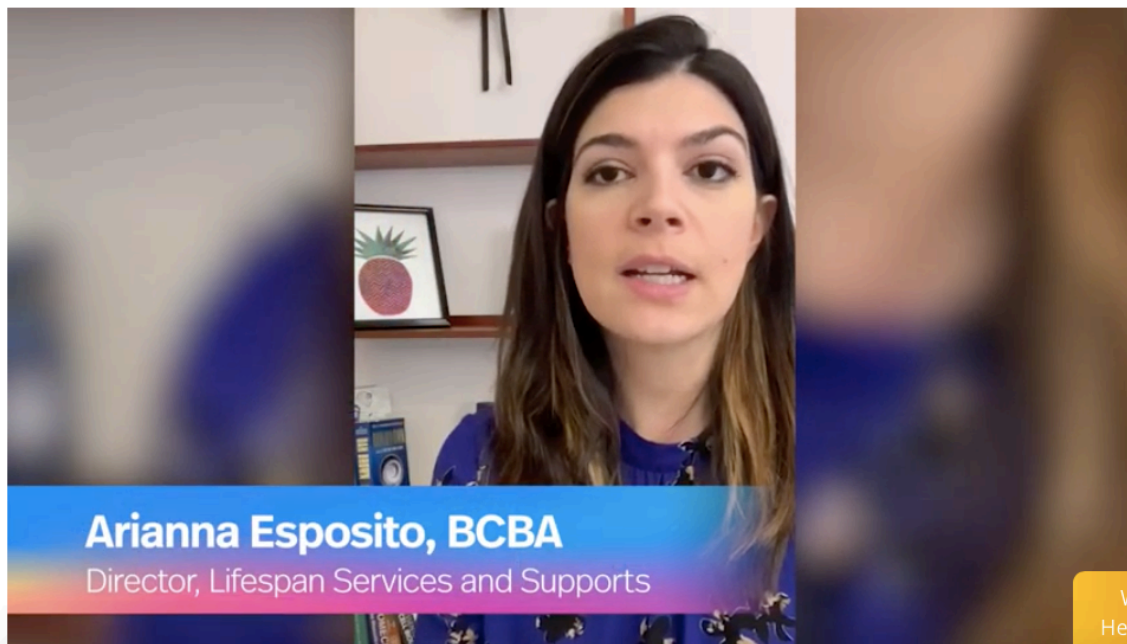 Arianna Esposito, BCBA
Director, Lifespan Services and Supports